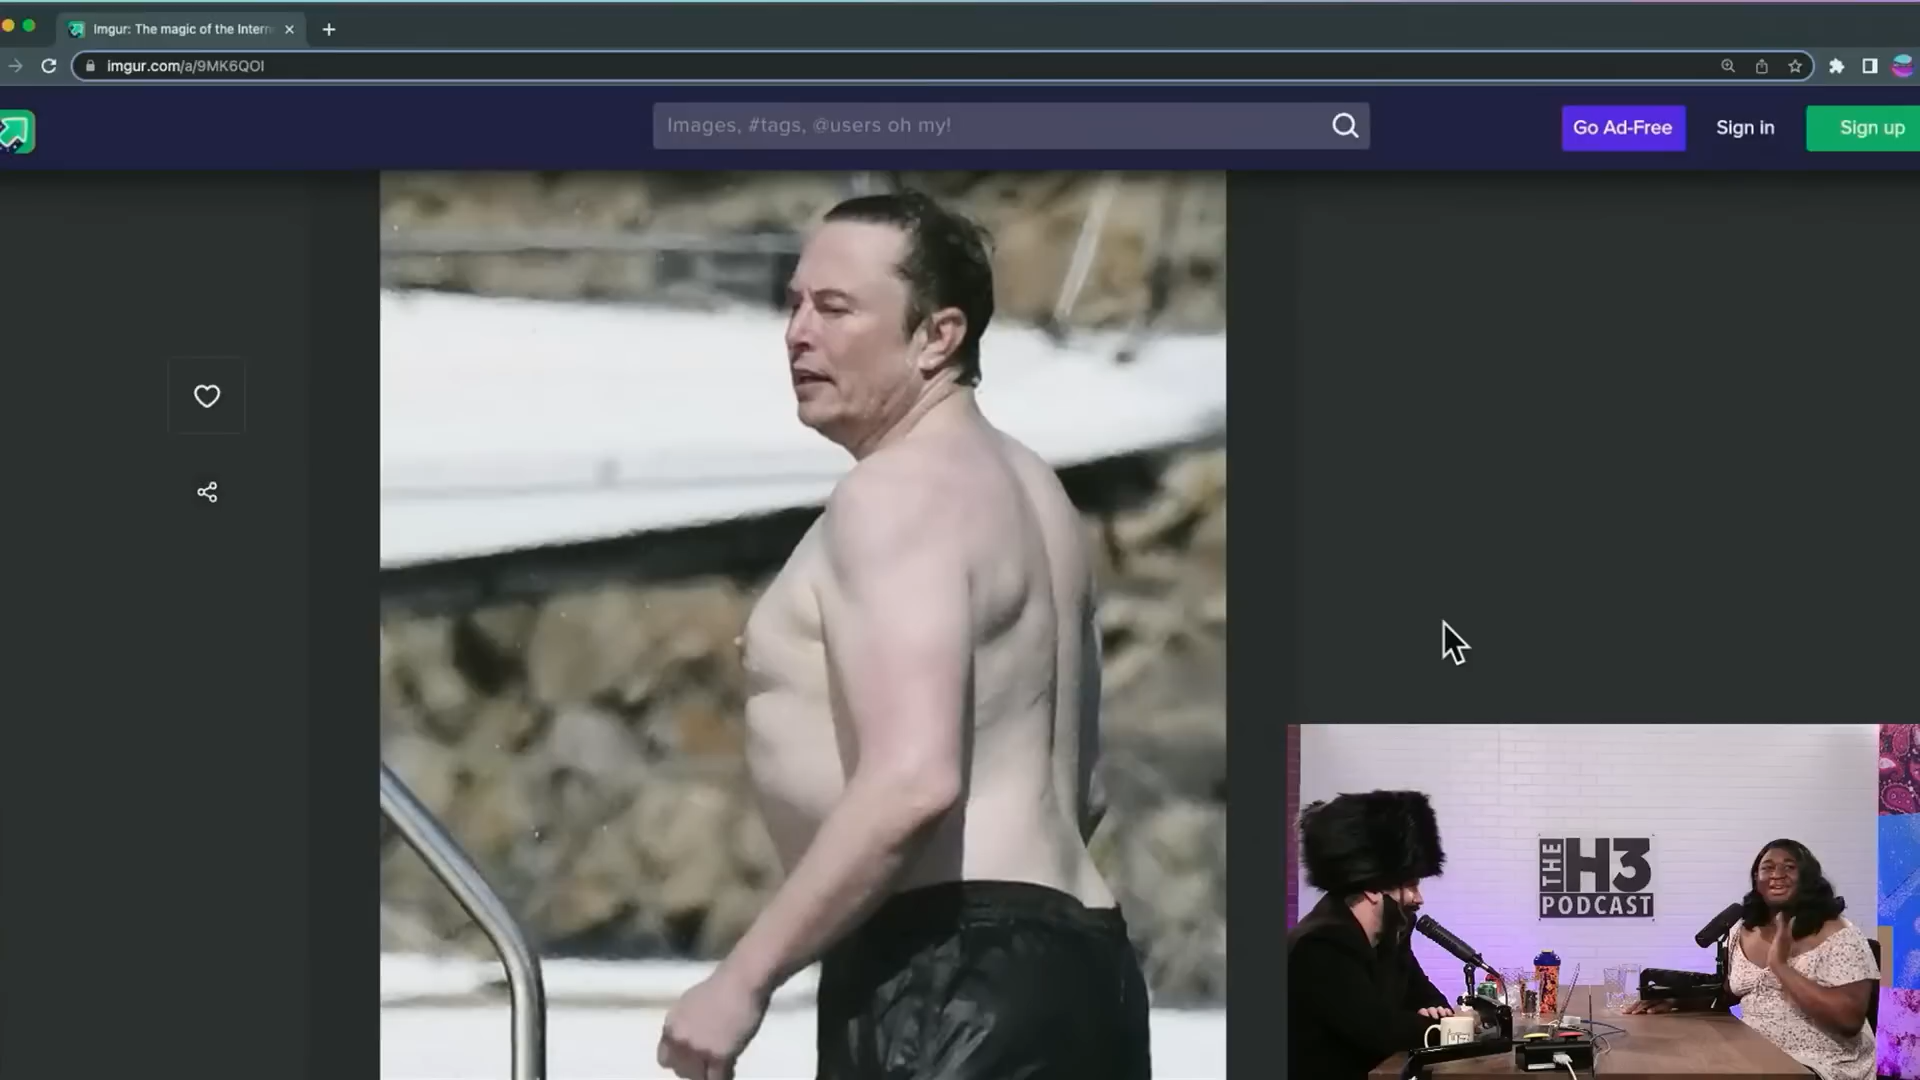 Imgur: The magic of the Intern
imgur.com/a/9MK6QOI
Images, #tags, @users oh my!
Go Ad-Free
Sign in
Sign up
THE H3
PODCAST